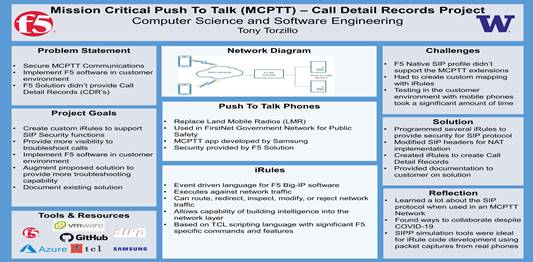 Mission Critical Push To Talk (MCPTT) – Call Detail Records Project
Computer Science and Software Engineering
Tony Torzillo
f5
W
Problem Statement
Secure MCPTT Communications
Implement F5 software in customer
environment
F5 Solution didn't provide Call
Detail Records (CDR's)
Project Goals
Create custom iRules to support
SIP Security functions
Provide more visibility to
troubleshoot calls
Implement F5 software in customer
environment
Augment proposed solution to
provide more troubleshooting
capability
Document existing solution
Tools & Resources
vmware
f5
GitHub
Azure
tcl
SAMSUNG
Network Diagram
Push To Talk Phones
Replace Land Mobile Radios (LMR)
Used in FirstNet Government Network for Public
Safety
MCPTT app developed by Samsung
Security provided by F5 Solution
iRules
Event driven language for F5 Big-IP software
Executes against network traffic
Can route, redirect, inspect, modify, or reject network
traffic
Allows capability of building intelligence into the
network layer
Based on TCL scripting language with significant F5
specific commands and features
Challenges
F5 Native SIP profile didn't
support the MCPTT extensions
Had to create custom mapping
with iRules
Testing in the customer
environment with mobile phones
took a significant amount of time
Solution
Programmed several iRules to
provide security for SIP protocol
Modified SIP headers for NAT
implementation
Created iRules to create Call
Detail Records
Provided documentation to
customer on solution
Reflection
Learned a lot about the SIP
protocol when used in an MCPTT
Network
Found ways to collaborate despite
COVID-19
SIPP simulation tools were ideal
for iRule code development using
packet captures from real phones